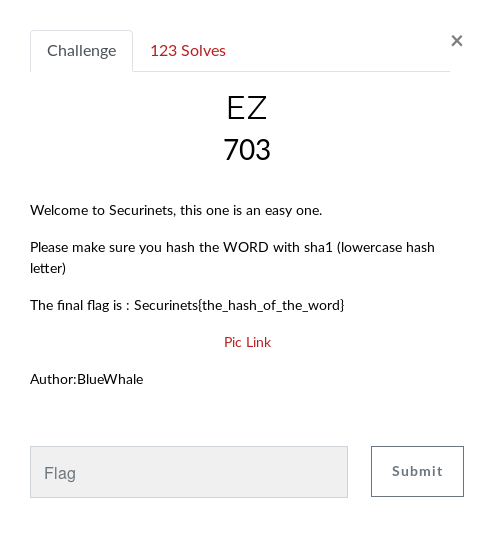 Challenge
123 Solves
×
EZ
703
Welcome to Securinets, this one is an easy one.
Please make sure you hash the WORD with sha1 (lowercase hash
letter)
The final flag is : Securinets{the_hash_of_the_word}
Pic Link
Author:BlueWhale
Flag
Submit